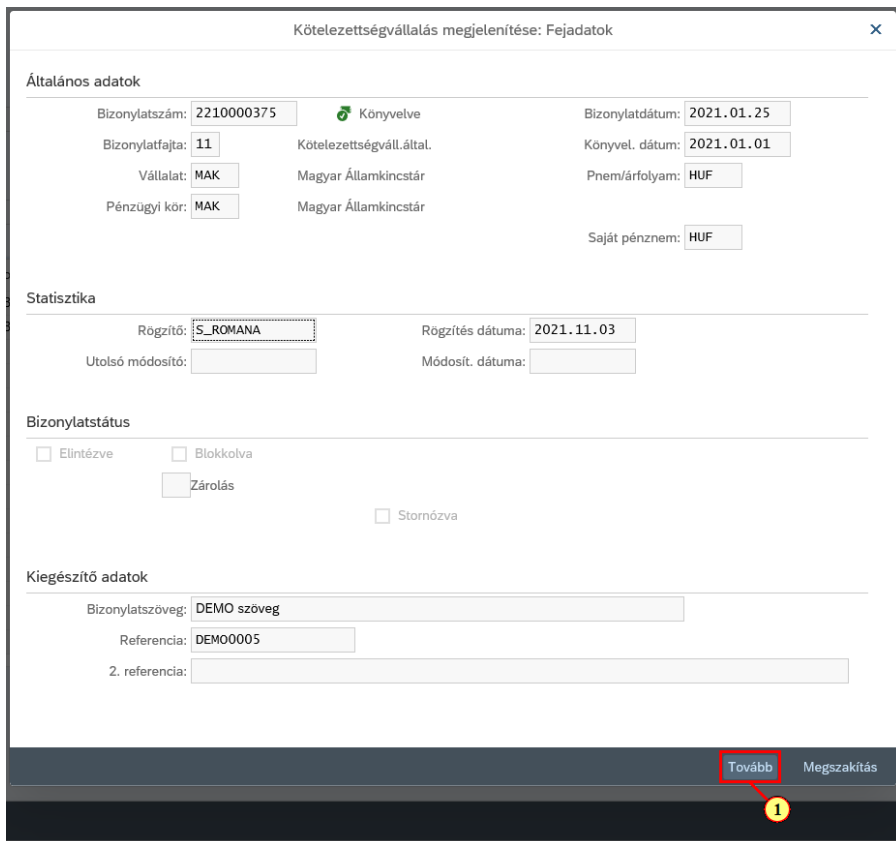 Kötelezettségvállalás megjelenítése: Fejadatok
Általános adatok
Bizonylatszám: 2210000375 Könyvelve Bizonylatdátum: 2021.01.25
Bizonylatfajta: 11 Kötelezettségváll.által. Könyvel. dátum: 2021.01.01
Vállalat: MAK Magyar Államkincstár Pnem/árfolyam: HUF
Pénzügyi kör: MAK Magyar Államkincstár
Saját pénznem: HUF
Statisztika
Rögzítő: S_ROMANA Rögzítés dátuma: 2021.11.03
Utolsó módosító: Módosít. dátuma:
Bizonylatstátus
Elintézve Blokkolva
Zárolás
Stornózva
Kiegészítő adatok
Bizonylatszöveg: DEMO szöveg
Referencia: DEMO0005
2. referencia:
Tovább Megszakítás
1